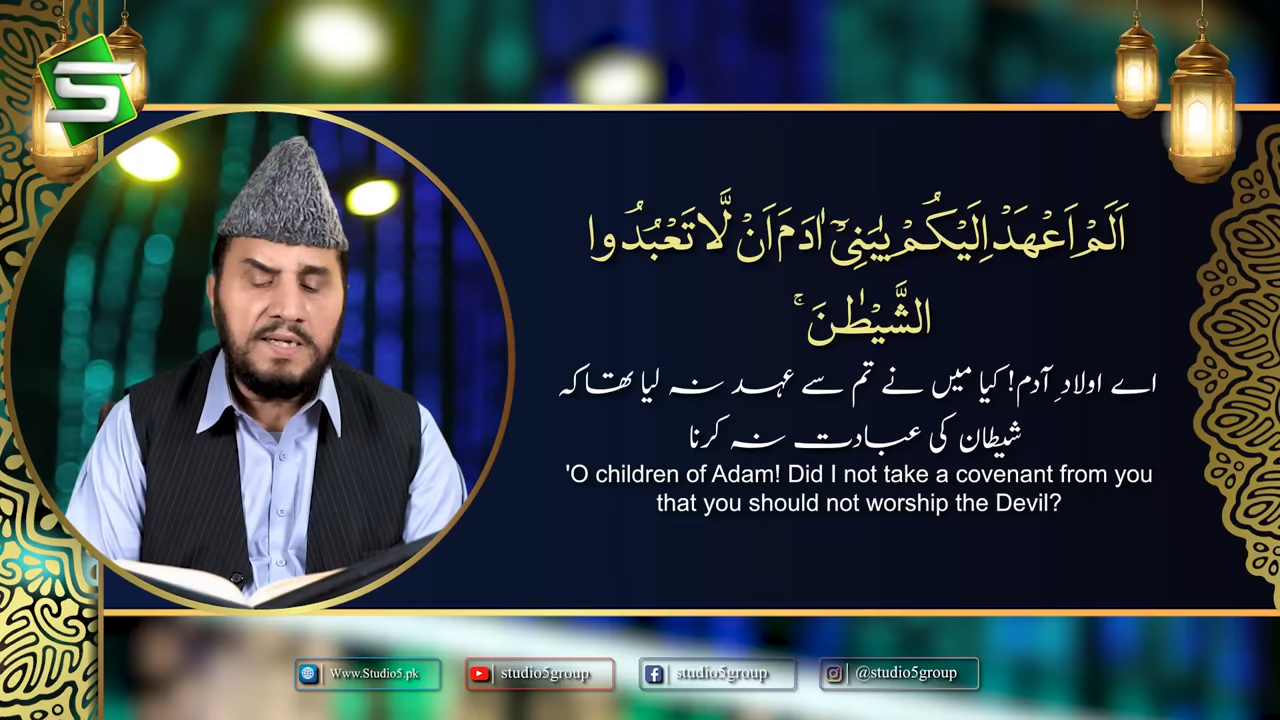 اَلَمْ اَعْهَدْ اِلَيْكُمْ يٰبَنِيْٓ اٰدَمَ اَنْ لَّا تَعْبُدُوا
الشَّيْطٰنَ ۚ
اے اولادِ آدم! کیا میں نے تم سے عہد نہ لیا تھا کہ
شیطان کی عبادت نہ کرنا
'O children of Adam! Did I not take a covenant from you
that you should not worship the Devil?
Www.Studio5.pk
studio5group
studio5group
@studio5group